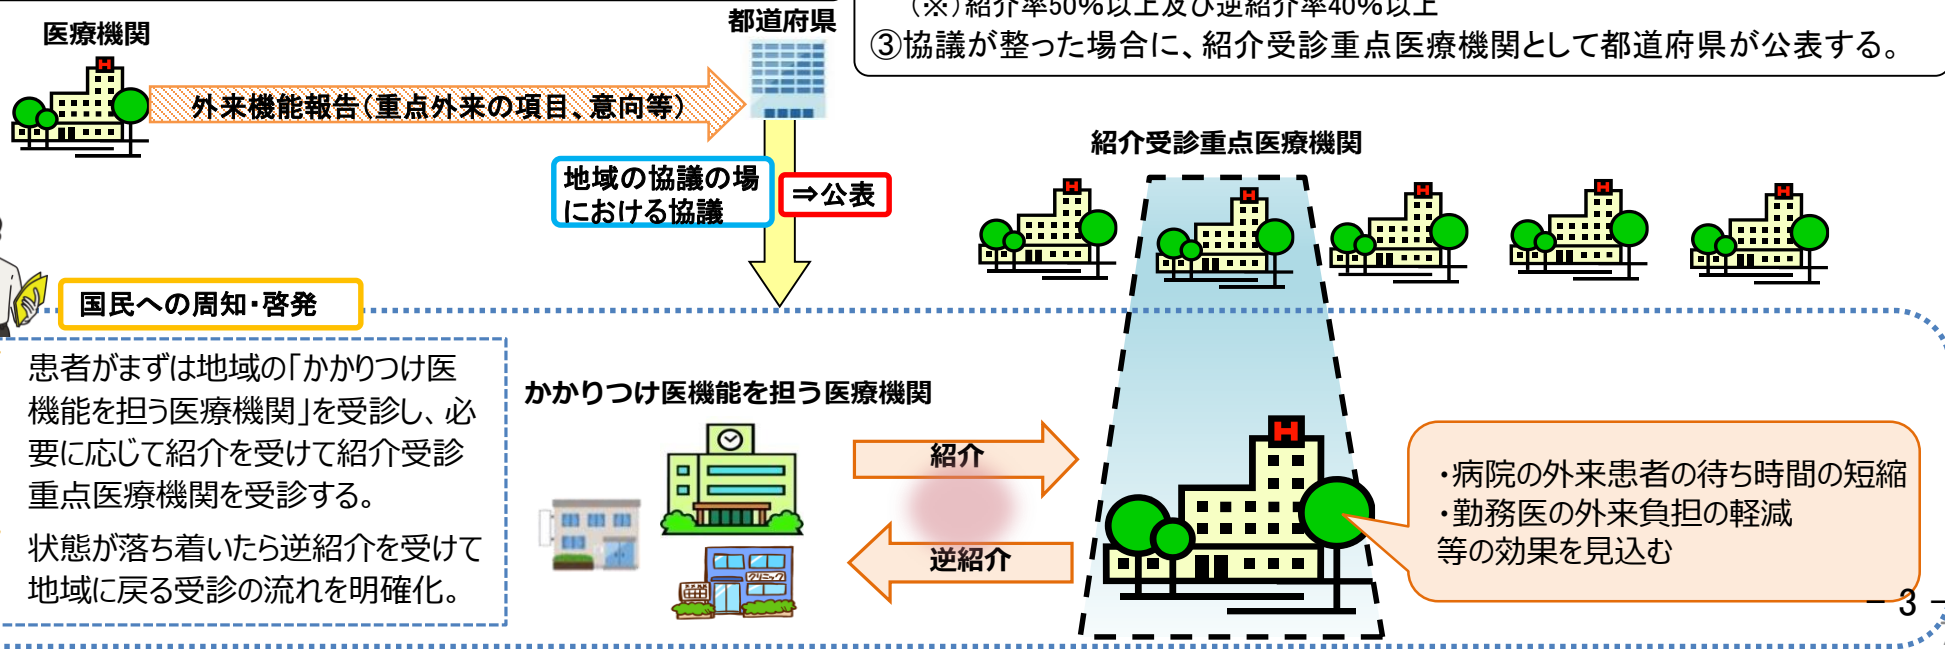 （※）紹介率50％以上及び逆紹介率40％以上
③協議が整った場合に、紹介受診重点医療機関として都道府県が公表する。
医療機関
都道府県
外来機能報告（重点外来の項目、意向等）
地域の協議の場
における協議
⇒公表
紹介受診重点医療機関
国民への周知・啓発
患者がまずは地域の「かかりつけ医
機能を担う医療機関」を受診し、必
要に応じて紹介を受けて紹介受診
重点医療機関を受診する。
状態が落ち着いたら逆紹介を受けて
地域に戻る受診の流れを明確化。
かかりつけ医機能を担う医療機関
クリニック
紹介
逆紹介
・病院の外来患者の待ち時間の短縮
・勤務医の外来負担の軽減
等の効果を見込む
－ 3 －